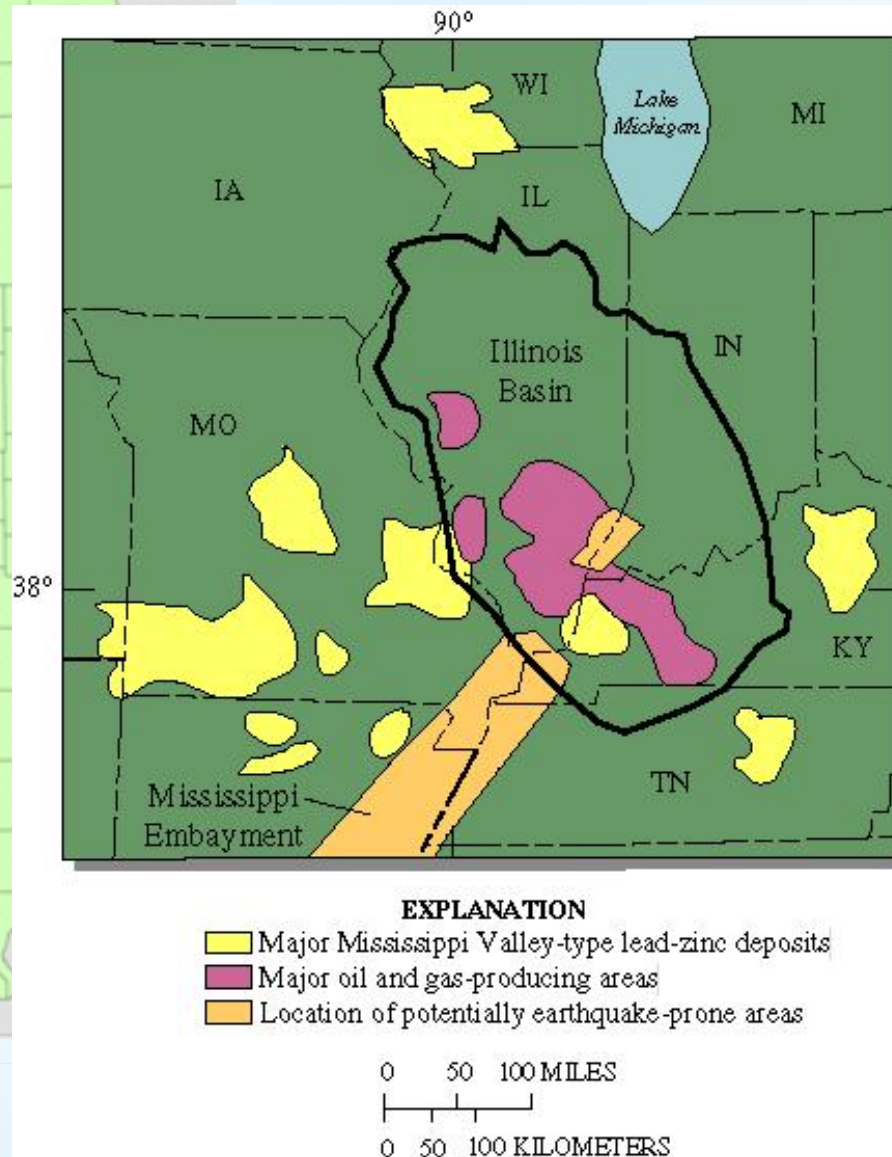 90º
WI
Lake
Michigan
MI
IA
IL
Illinois
Basin
IN
MO
38º
KY
TN
Mississippi
Embayment
EXPLANATION
Major Mississippi Valley-type lead-zinc deposits
Major oil and gas-producing areas
Location of potentially earthquake-prone areas
0 50 100 MILES
0 50 100 KILOMETERS